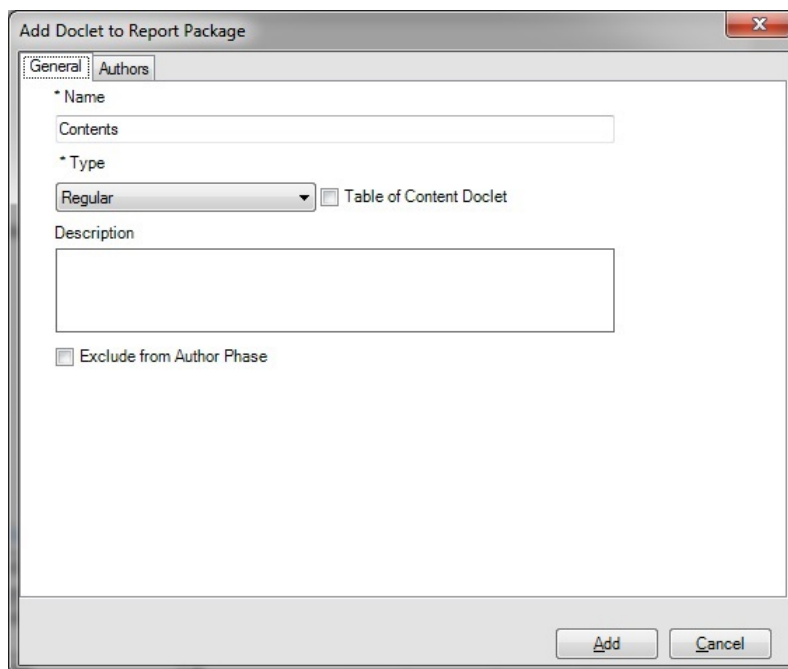 Add Doclet to Report Package
General Authors
* Name
Contents
* Type
Regular Table of Content Doclet
Description
Exclude from Author Phase
Add Cancel